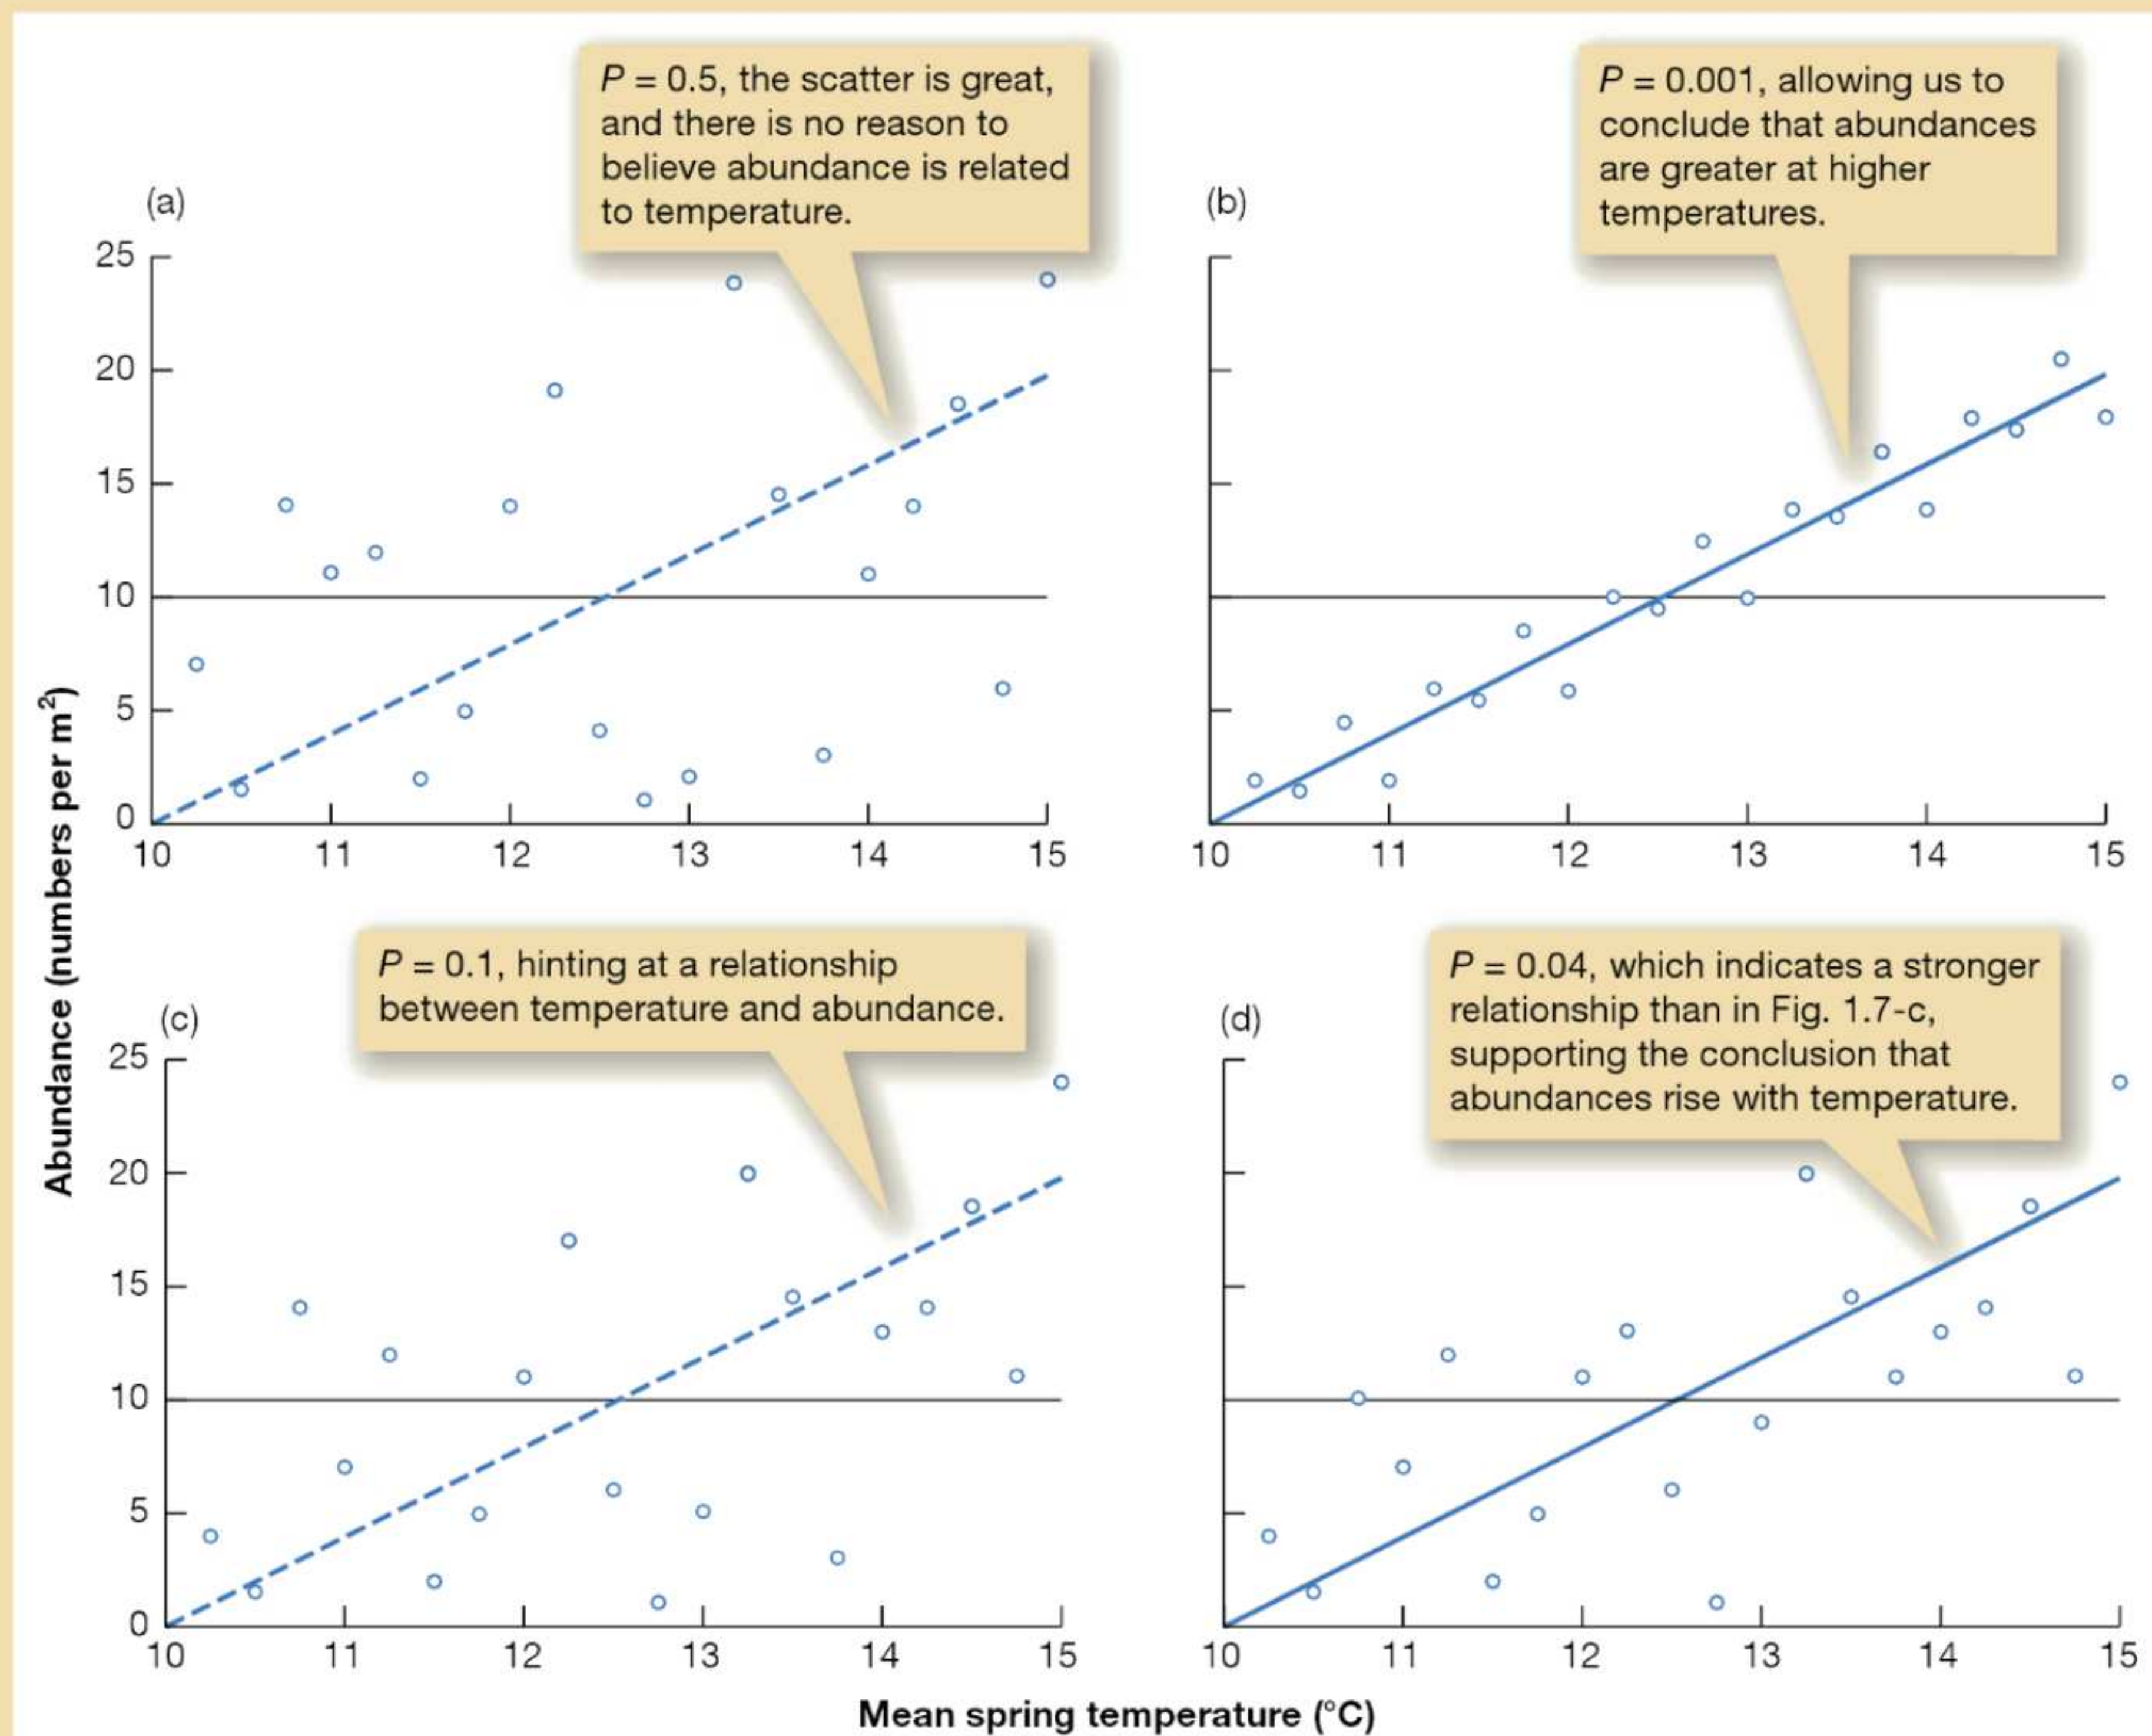 P = 0.5, the scatter is great,
and there is no reason to
believe abundance is related
to temperature.
P = 0.001, allowing us to
conclude that abundances
are greater at higher
temperatures.
(a)
25
20
15
10
5
0
10 11 12 13 14 15
(b)
10 11 12 13 14 15
Abundance (numbers per m²)
P = 0.1, hinting at a relationship
between temperature and abundance.
P = 0.04, which indicates a stronger
relationship than in Fig. 1.7-c,
supporting the conclusion that
abundances rise with temperature.
(c)
25
20
15
10
5
0
10 11 12 13 14 15
(d)
10 11 12 13 14 15
Mean spring temperature (°C)